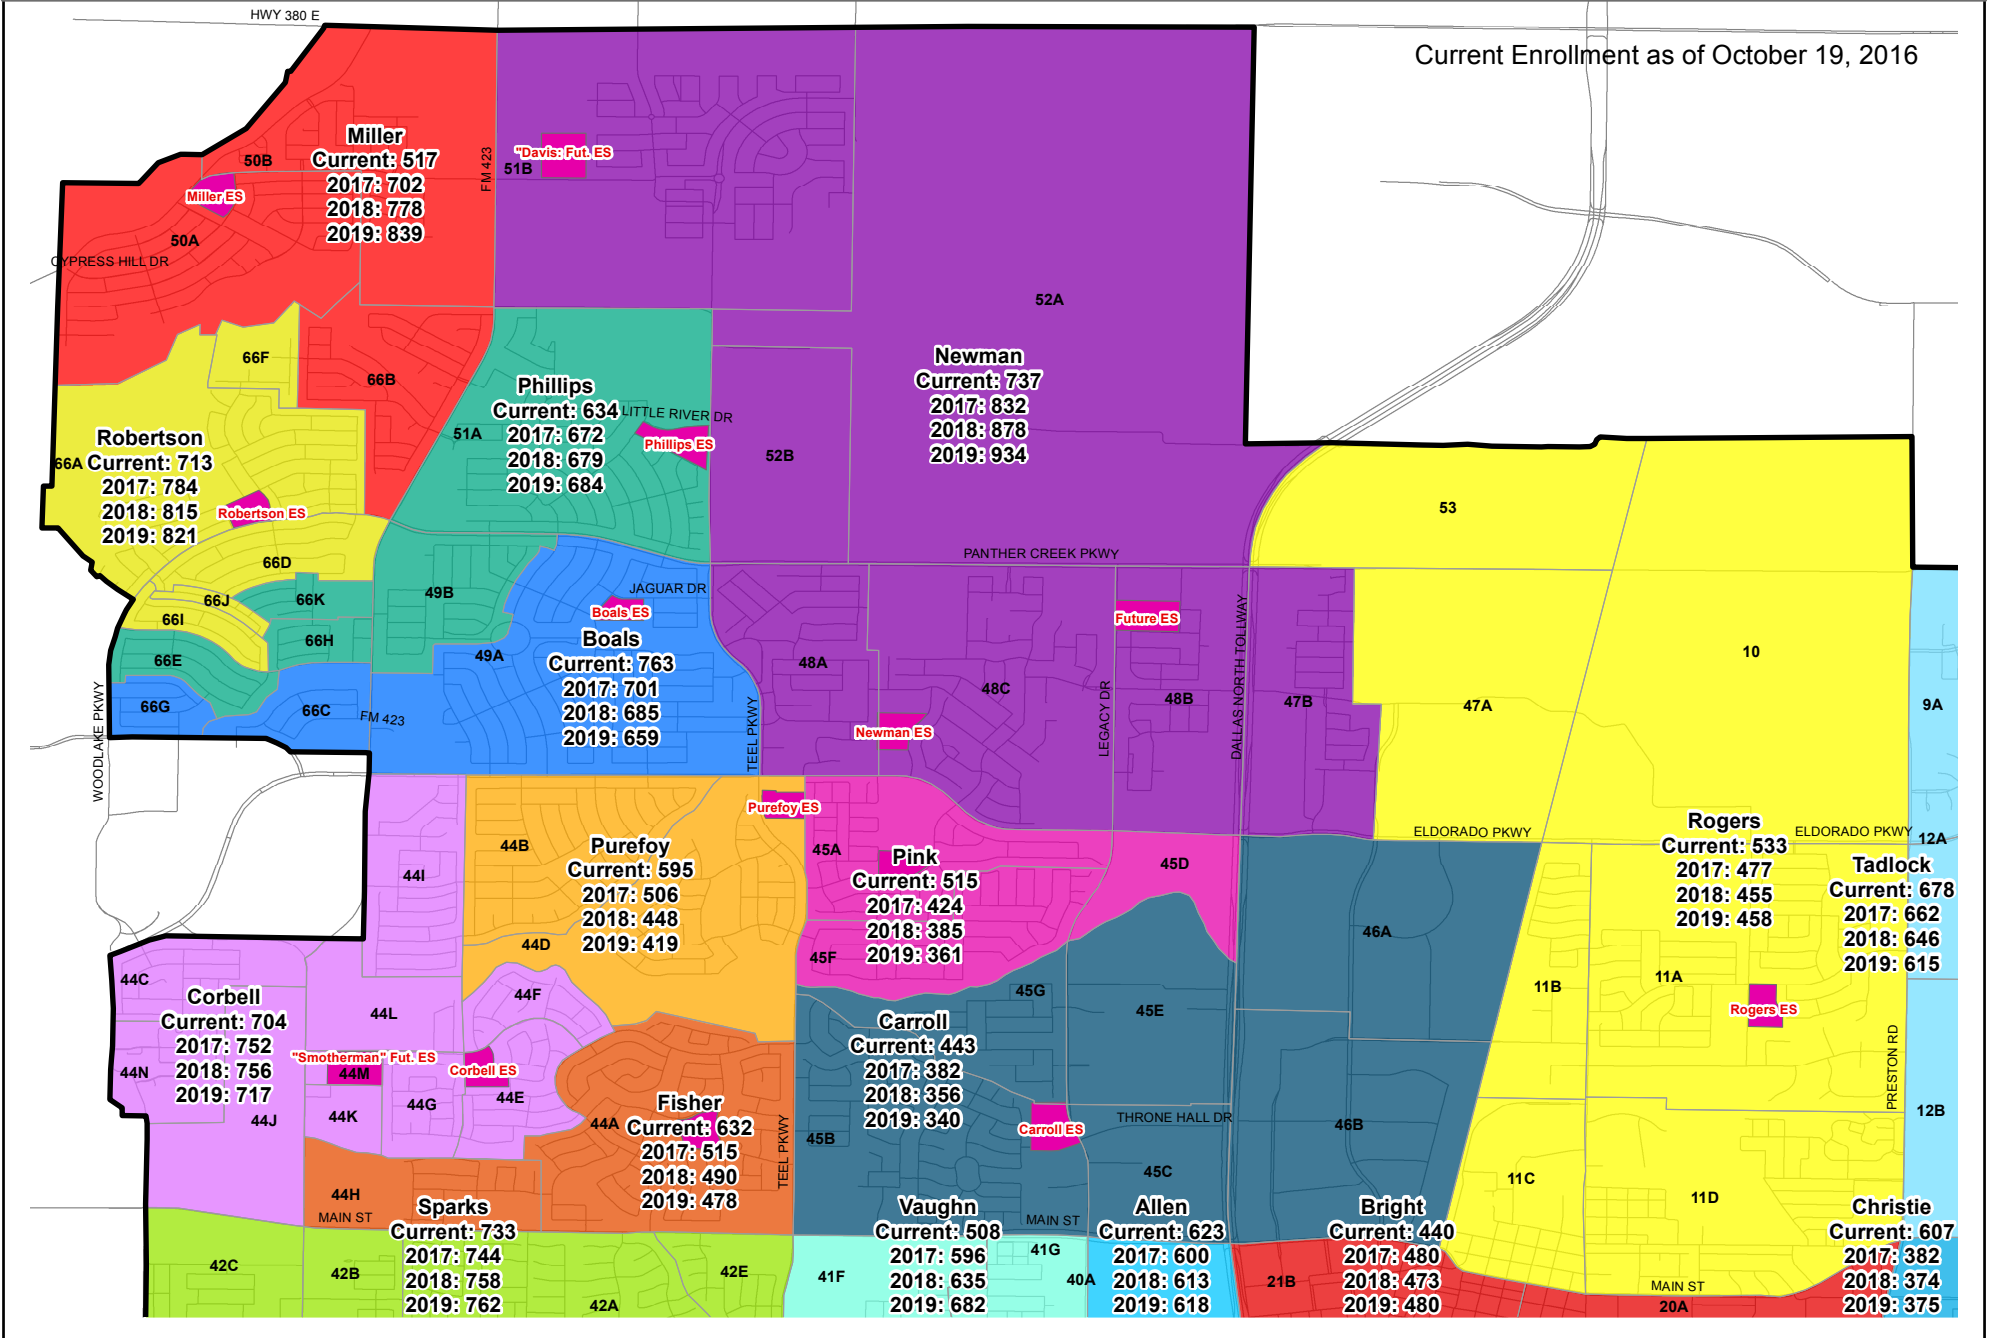 HWY 380 E
Current Enrollment as of October 19, 2016
Miller
Current: 517
2017: 702
2018: 778
2019: 839
50B
Miller ES
50A
CYPRESS HILL DR
FM 423
"Davis: Fut. ES
51B
52A
Newman
Current: 737
2017: 832
2018: 878
2019: 934
66F
66B
Phillips
Current: 634
2017: 672
2018: 679
2019: 684
LITTLE RIVER DR
Phillips ES
51A
52B
Robertson
66A
Current: 713
2017: 784
2018: 815
2019: 821
Robertson ES
53
PANTHER CREEK PKWY
66D
66J
66K
66I
66H
66E
66G
66C
49B
JAGUAR DR
Boals ES
Boals
Current: 763
2017: 701
2018: 685
2019: 659
49A
FM 423
WOODLAKE PKWY
TEEL PKWY
48A
48C
Newman ES
Future ES
LEGACY DR
48B
DALLAS NORTH TOLLWAY
47B
47A
10
9A
ELDORADO PKWY
ELDORADO PKWY
12A
Rogers
Current: 533
2017: 477
2018: 455
2019: 458
Tadlock
Current: 678
2017: 662
2018: 646
2019: 615
Purefoy ES
44B
Purefoy
Current: 595
2017: 506
2018: 448
2019: 419
44I
44D
45A
Pink
Current: 515
2017: 424
2018: 385
2019: 361
45D
45F
46A
11B
11A
Rogers ES
PRESTON RD
44C
Corbell
Current: 704
2017: 752
2018: 756
2019: 717
44L
44F
"Smotherman" Fut. ES
44M
Corbell ES
44N
44J
44K
44G
44E
45G
Carroll
Current: 443
2017: 382
2018: 356
2019: 340
45E
Carroll ES
THRONE HALL DR
45B
45C
46B
12B
Fisher
Current: 632
2017: 515
2018: 490
2019: 478
44A
TEEL PKWY
44H
MAIN ST
11C
11D
Sparks
Current: 733
2017: 744
2018: 758
2019: 762
42C
42B
42A
42E
Vaughn
Current: 508
2017: 596
2018: 635
2019: 682
MAIN ST
41G
41F
40A
Allen
Current: 623
2017: 600
2018: 613
2019: 618
Bright
Current: 440
2017: 480
2018: 473
2019: 480
21B
MAIN ST
20A
Christie
Current: 607
2017: 382
2018: 374
2019: 375